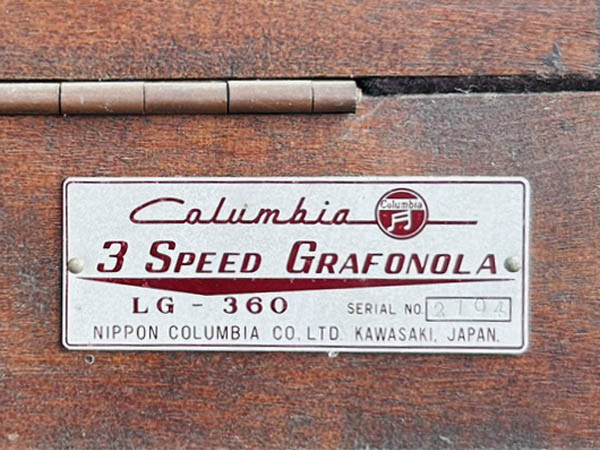 Columbia Columbia
3 SPEED GRAFONOLA
LG - 360 SERIAL NO. 2794
NIPPON COLUMBIA CO., LTD. KAWASAKI, JAPAN.